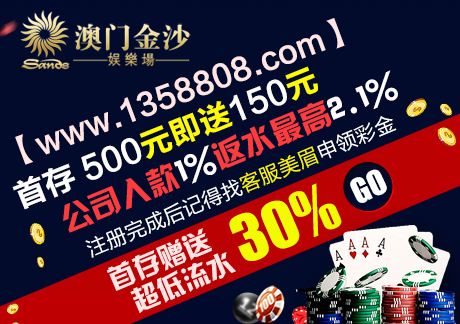 澳门金沙
Sands
娱樂場
【www.1358808.com】
首存 500元即送150元
公司入款1%返水最高2.1%
注册完成后记得找客服美眉申领彩金
首存赠送
超低流水
30%
GO
A A A A